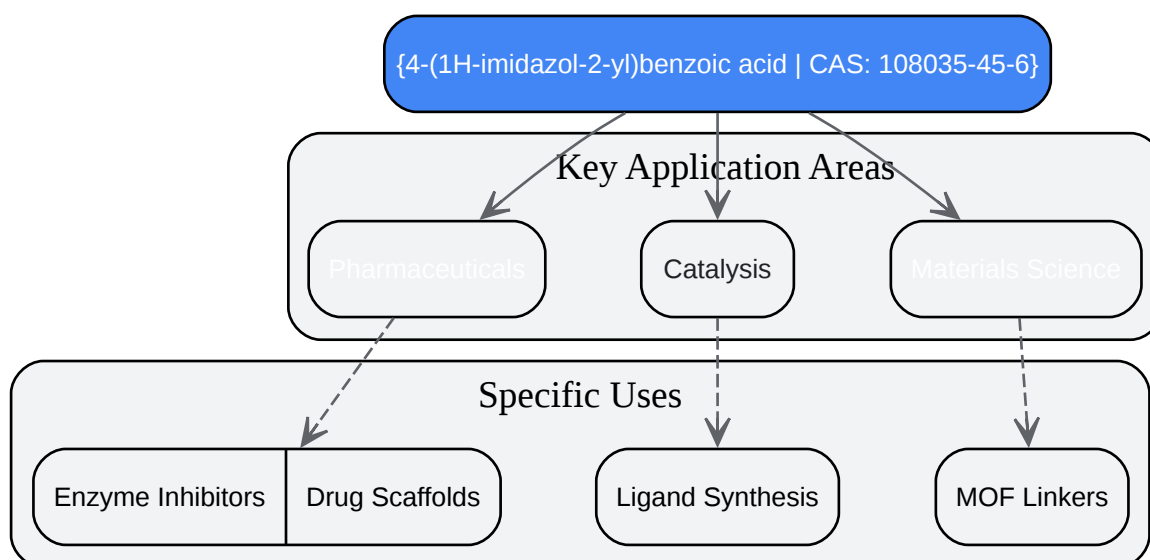 {4-(1H-imidazol-2-yl)benzoic acid | CAS: 108035-45-6}
Key Application Areas
Pharmaceuticals
Catalysis
Materials Science
Specific Uses
Enzyme Inhibitors
Drug Scaffolds
Ligand Synthesis
MOF Linkers